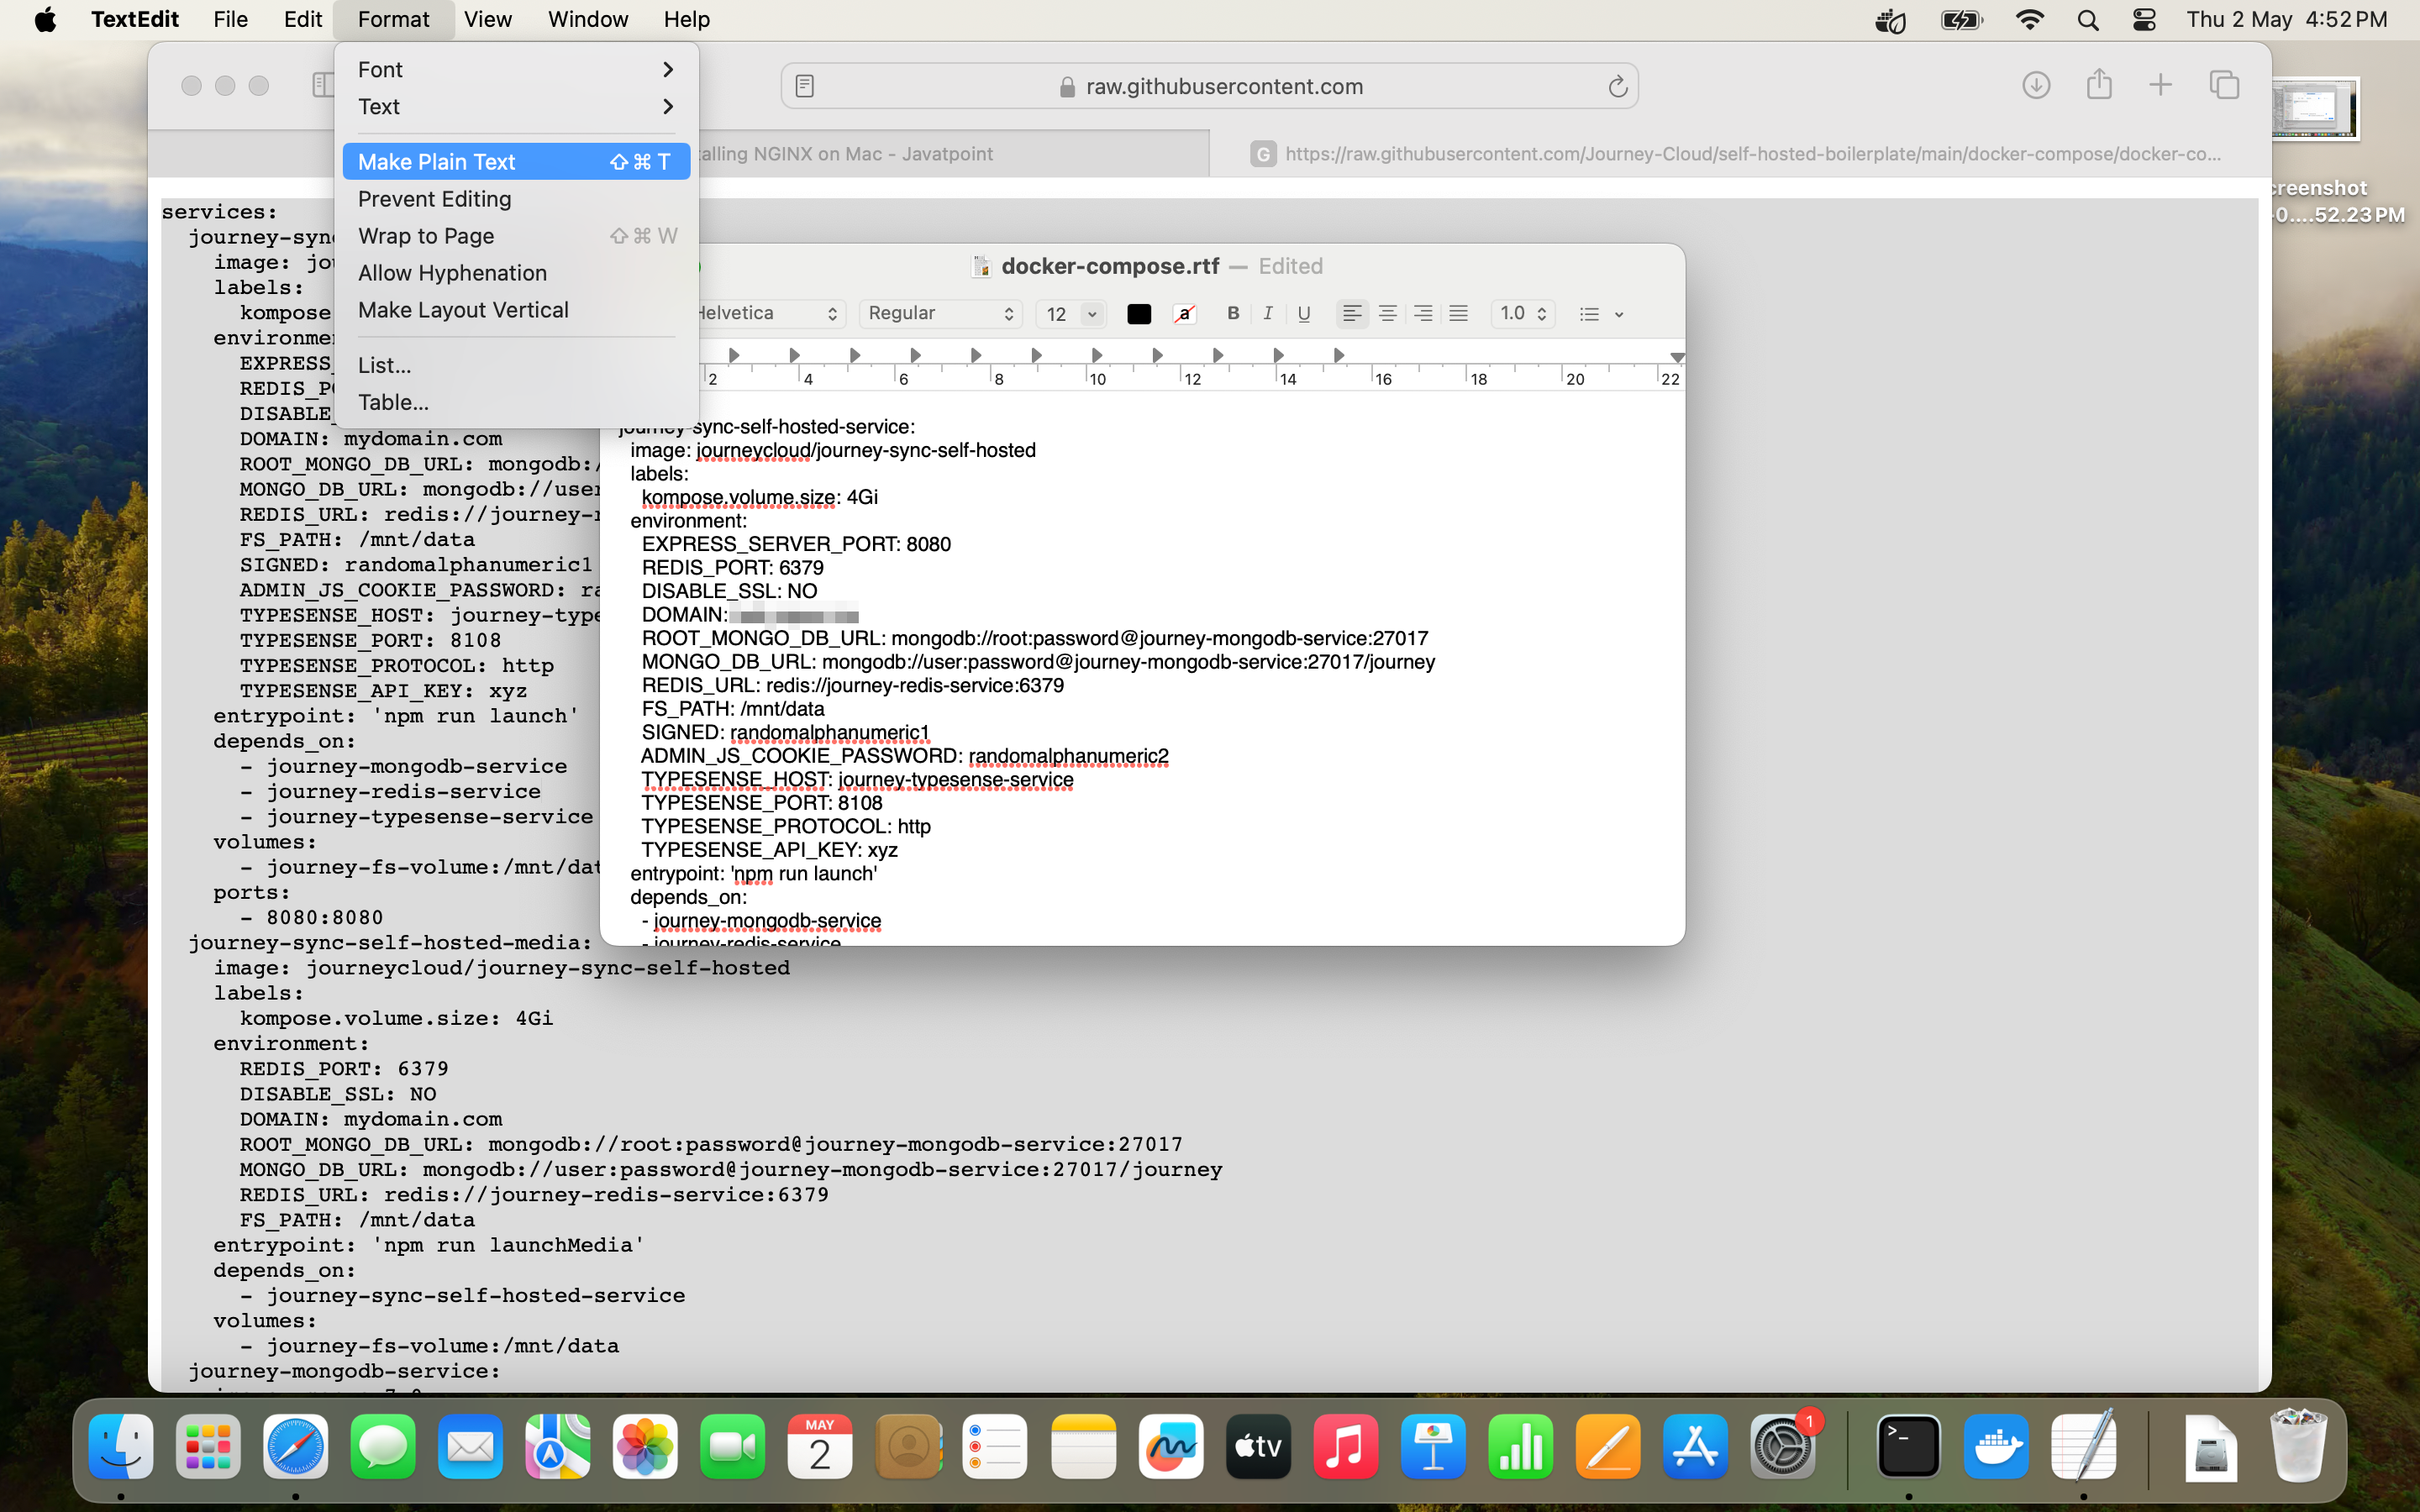 TextEdit File Edit Format View Window Help
Thu 2 May 4:52 PM
Font
Text
Make Plain Text ⇧⌘T
Prevent Editing
Wrap to Page ⇧⌘W
Allow Hyphenation
Make Layout Vertical
List...
Table...
raw.githubusercontent.com
alling NGINX on Mac - Javatpoint
G https://raw.githubusercontent.com/Journey-Cloud/self-hosted-boilerplate/main/docker-compose/docker-co...
creenshot
-0....52.23 PM
services:
journey-syn
image: jou
labels:
kompose
environme
EXPRESS_
REDIS_PO
DISABLE_
DOMAIN: mydomain.com
ROOT_MONGO_DB_URL: mongodb:/
MONGO_DB_URL: mongodb://user
REDIS_URL: redis://journey-r
FS_PATH: /mnt/data
SIGNED: randomalphanumeric1
ADMIN_JS_COOKIE_PASSWORD: ra
TYPESENSE_HOST: journey-type
TYPESENSE_PORT: 8108
TYPESENSE_PROTOCOL: http
TYPESENSE_API_KEY: xyz
entrypoint: 'npm run launch'
depends_on:
- journey-mongodb-service
- journey-redis-service
- journey-typesense-service
volumes:
- journey-fs-volume:/mnt/dat
ports:
- 8080:8080
journey-sync-self-hosted-media:
image: journeycloud/journey-sync-self-hosted
labels:
kompose.volume.size: 4Gi
environment:
REDIS_PORT: 6379
DISABLE_SSL: NO
DOMAIN: mydomain.com
ROOT_MONGO_DB_URL: mongodb://root:password@journey-mongodb-service:27017
MONGO_DB_URL: mongodb://user:password@journey-mongodb-service:27017/journey
REDIS_URL: redis://journey-redis-service:6379
FS_PATH: /mnt/data
entrypoint: 'npm run launchMedia'
depends_on:
- journey-sync-self-hosted-service
volumes:
- journey-fs-volume:/mnt/data
journey-mongodb-service:
docker-compose.rtf — Edited
Helvetica Regular 12 a B I U 1.0
2 4 6 8 10 12 14 16 18 20 22
journey-sync-self-hosted-service:
image: journeycloud/journey-sync-self-hosted
labels:
kompose.volume.size: 4Gi
environment:
EXPRESS_SERVER_PORT: 8080
REDIS_PORT: 6379
DISABLE_SSL: NO
DOMAIN:
ROOT_MONGO_DB_URL: mongodb://root:password@journey-mongodb-service:27017
MONGO_DB_URL: mongodb://user:password@journey-mongodb-service:27017/journey
REDIS_URL: redis://journey-redis-service:6379
FS_PATH: /mnt/data
SIGNED: randomalphanumeric1
ADMIN_JS_COOKIE_PASSWORD: randomalphanumeric2
TYPESENSE_HOST: journey-typesense-service
TYPESENSE_PORT: 8108
TYPESENSE_PROTOCOL: http
TYPESENSE_API_KEY: xyz
entrypoint: 'npm run launch'
depends_on:
- journey-mongodb-service
- journey-redis-service
MAY
2
tv
1
>_